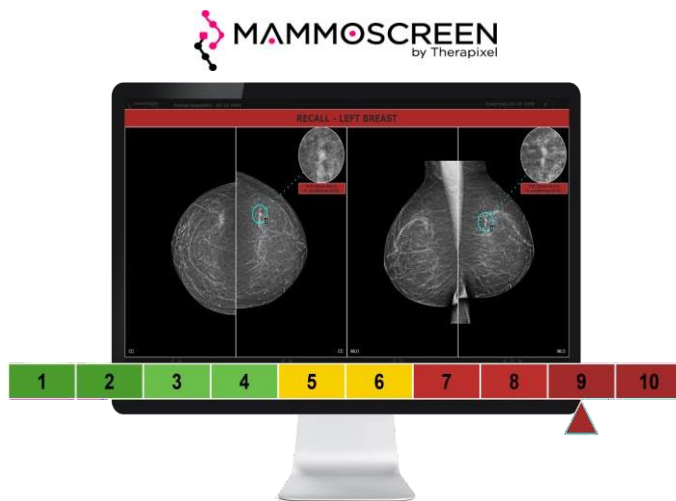 MAMMOSCREEN
by Therapixel
RECALL - LEFT BREAST
CC
CC
MLO
MLO
1 2 3 4 5 6 7 8 9 10